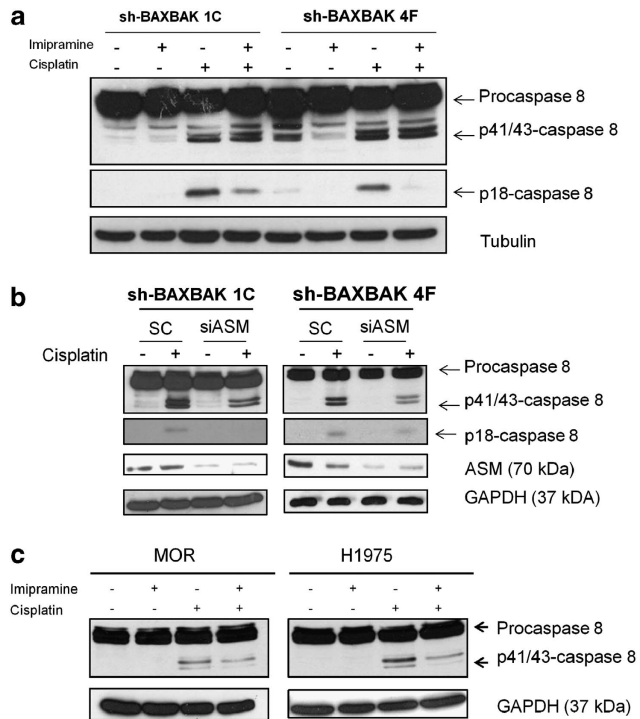 a
sh-BAXBAK 1C sh-BAXBAK 4F
Imipramine - + - + - + - +
Cisplatin - - + + - - + +
Procaspase 8
p41/43-caspase 8
p18-caspase 8
Tubulin
b
sh-BAXBAK 1C sh-BAXBAK 4F
SC siASM SC siASM
Cisplatin - + - + - + - +
Procaspase 8
p41/43-caspase 8
p18-caspase 8
ASM (70 kDa)
GAPDH (37 kDA)
c
MOR H1975
Imipramine - + - + - + - +
Cisplatin - - + + - - + +
Procaspase 8
p41/43-caspase 8
GAPDH (37 kDa)